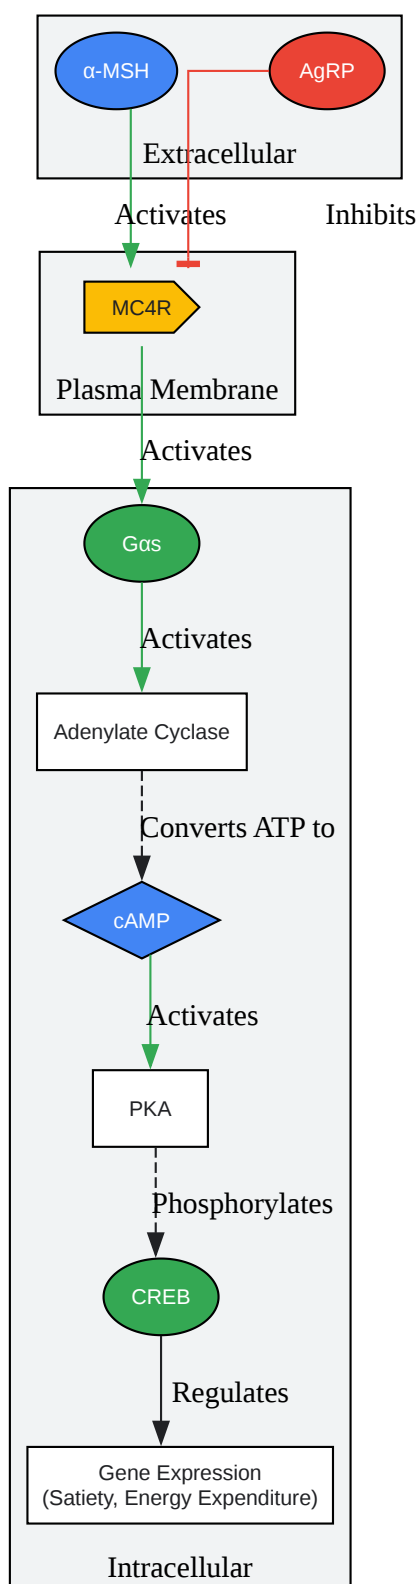 α-MSH
AgRP
Extracellular
Activates
Inhibits
MC4R
Plasma Membrane
Activates
Gαs
Activates
Adenylate Cyclase
Converts ATP to
cAMP
Activates
PKA
Phosphorylates
CREB
Regulates
Gene Expression
(Satiety, Energy Expenditure)
Intracellular